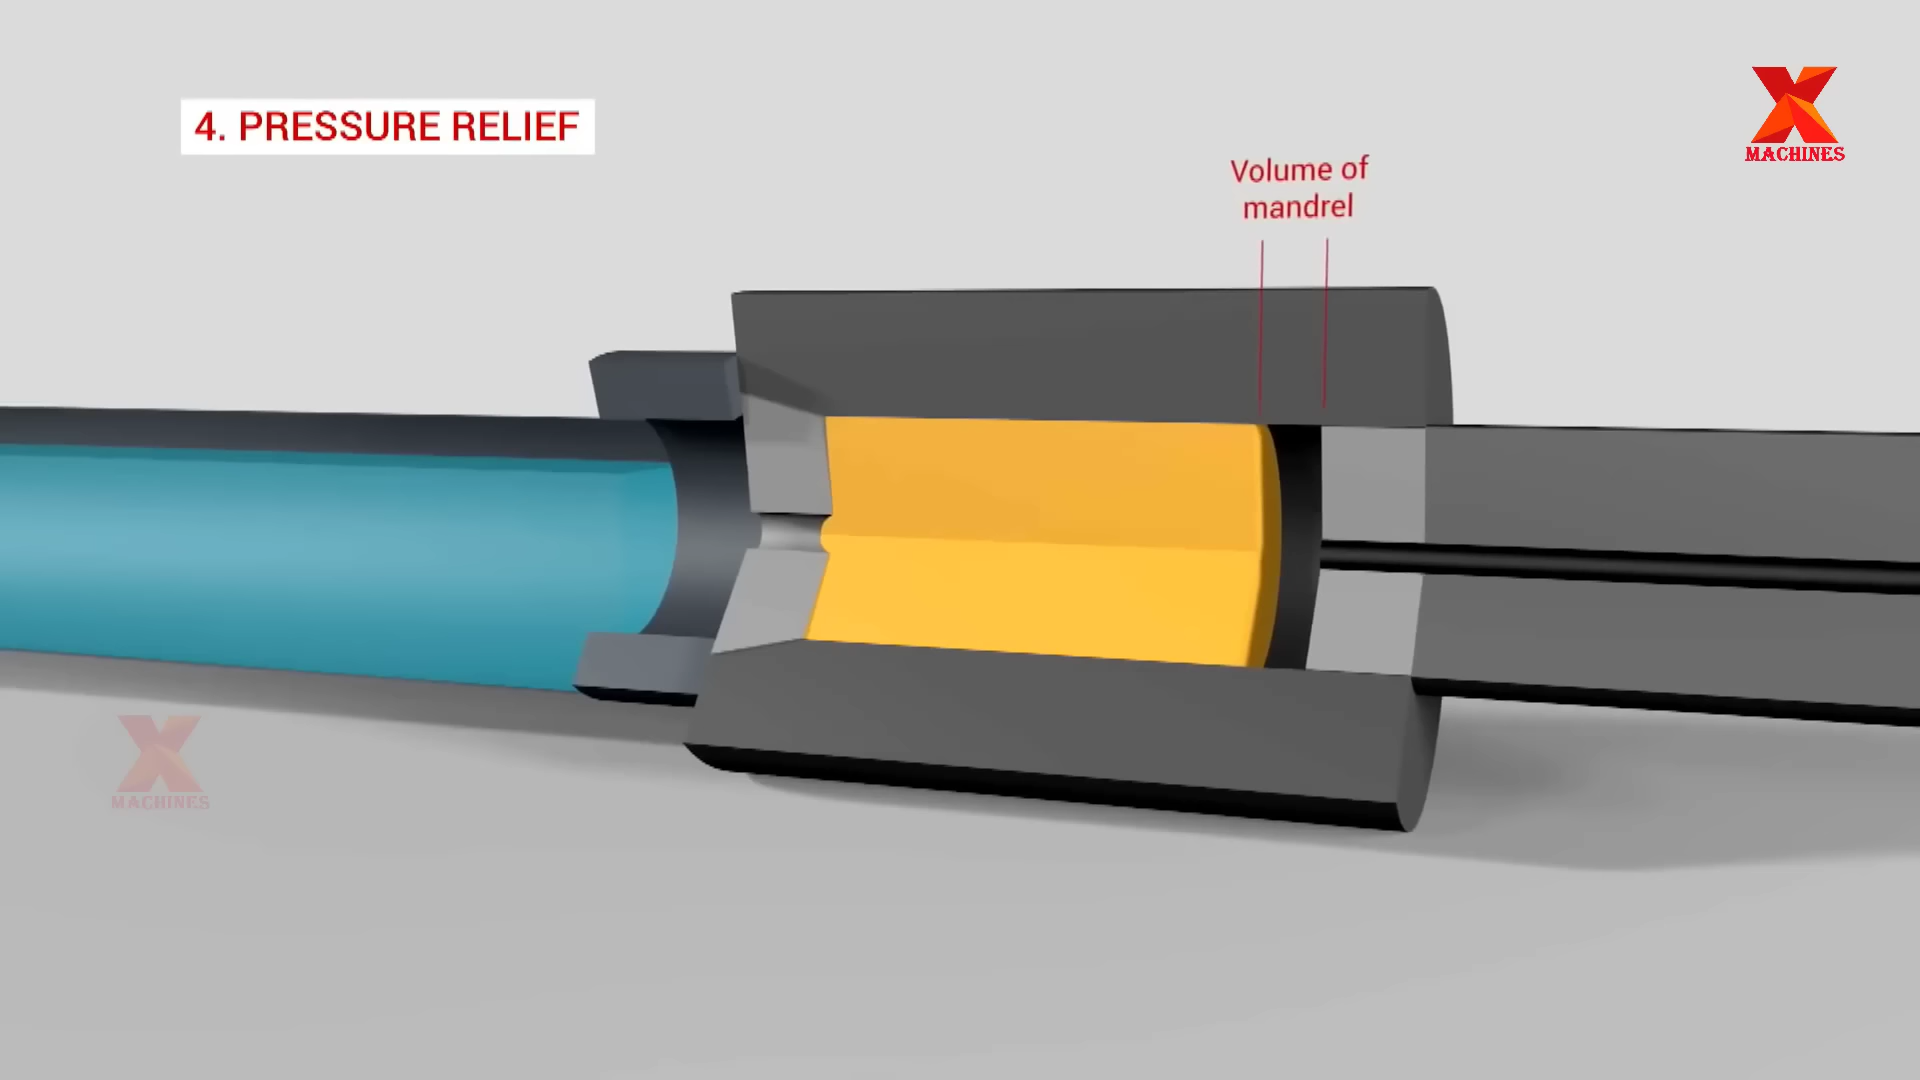 4. PRESSURE RELIEF
X
MACHINES
Volume of
mandrel
X
MACHINES